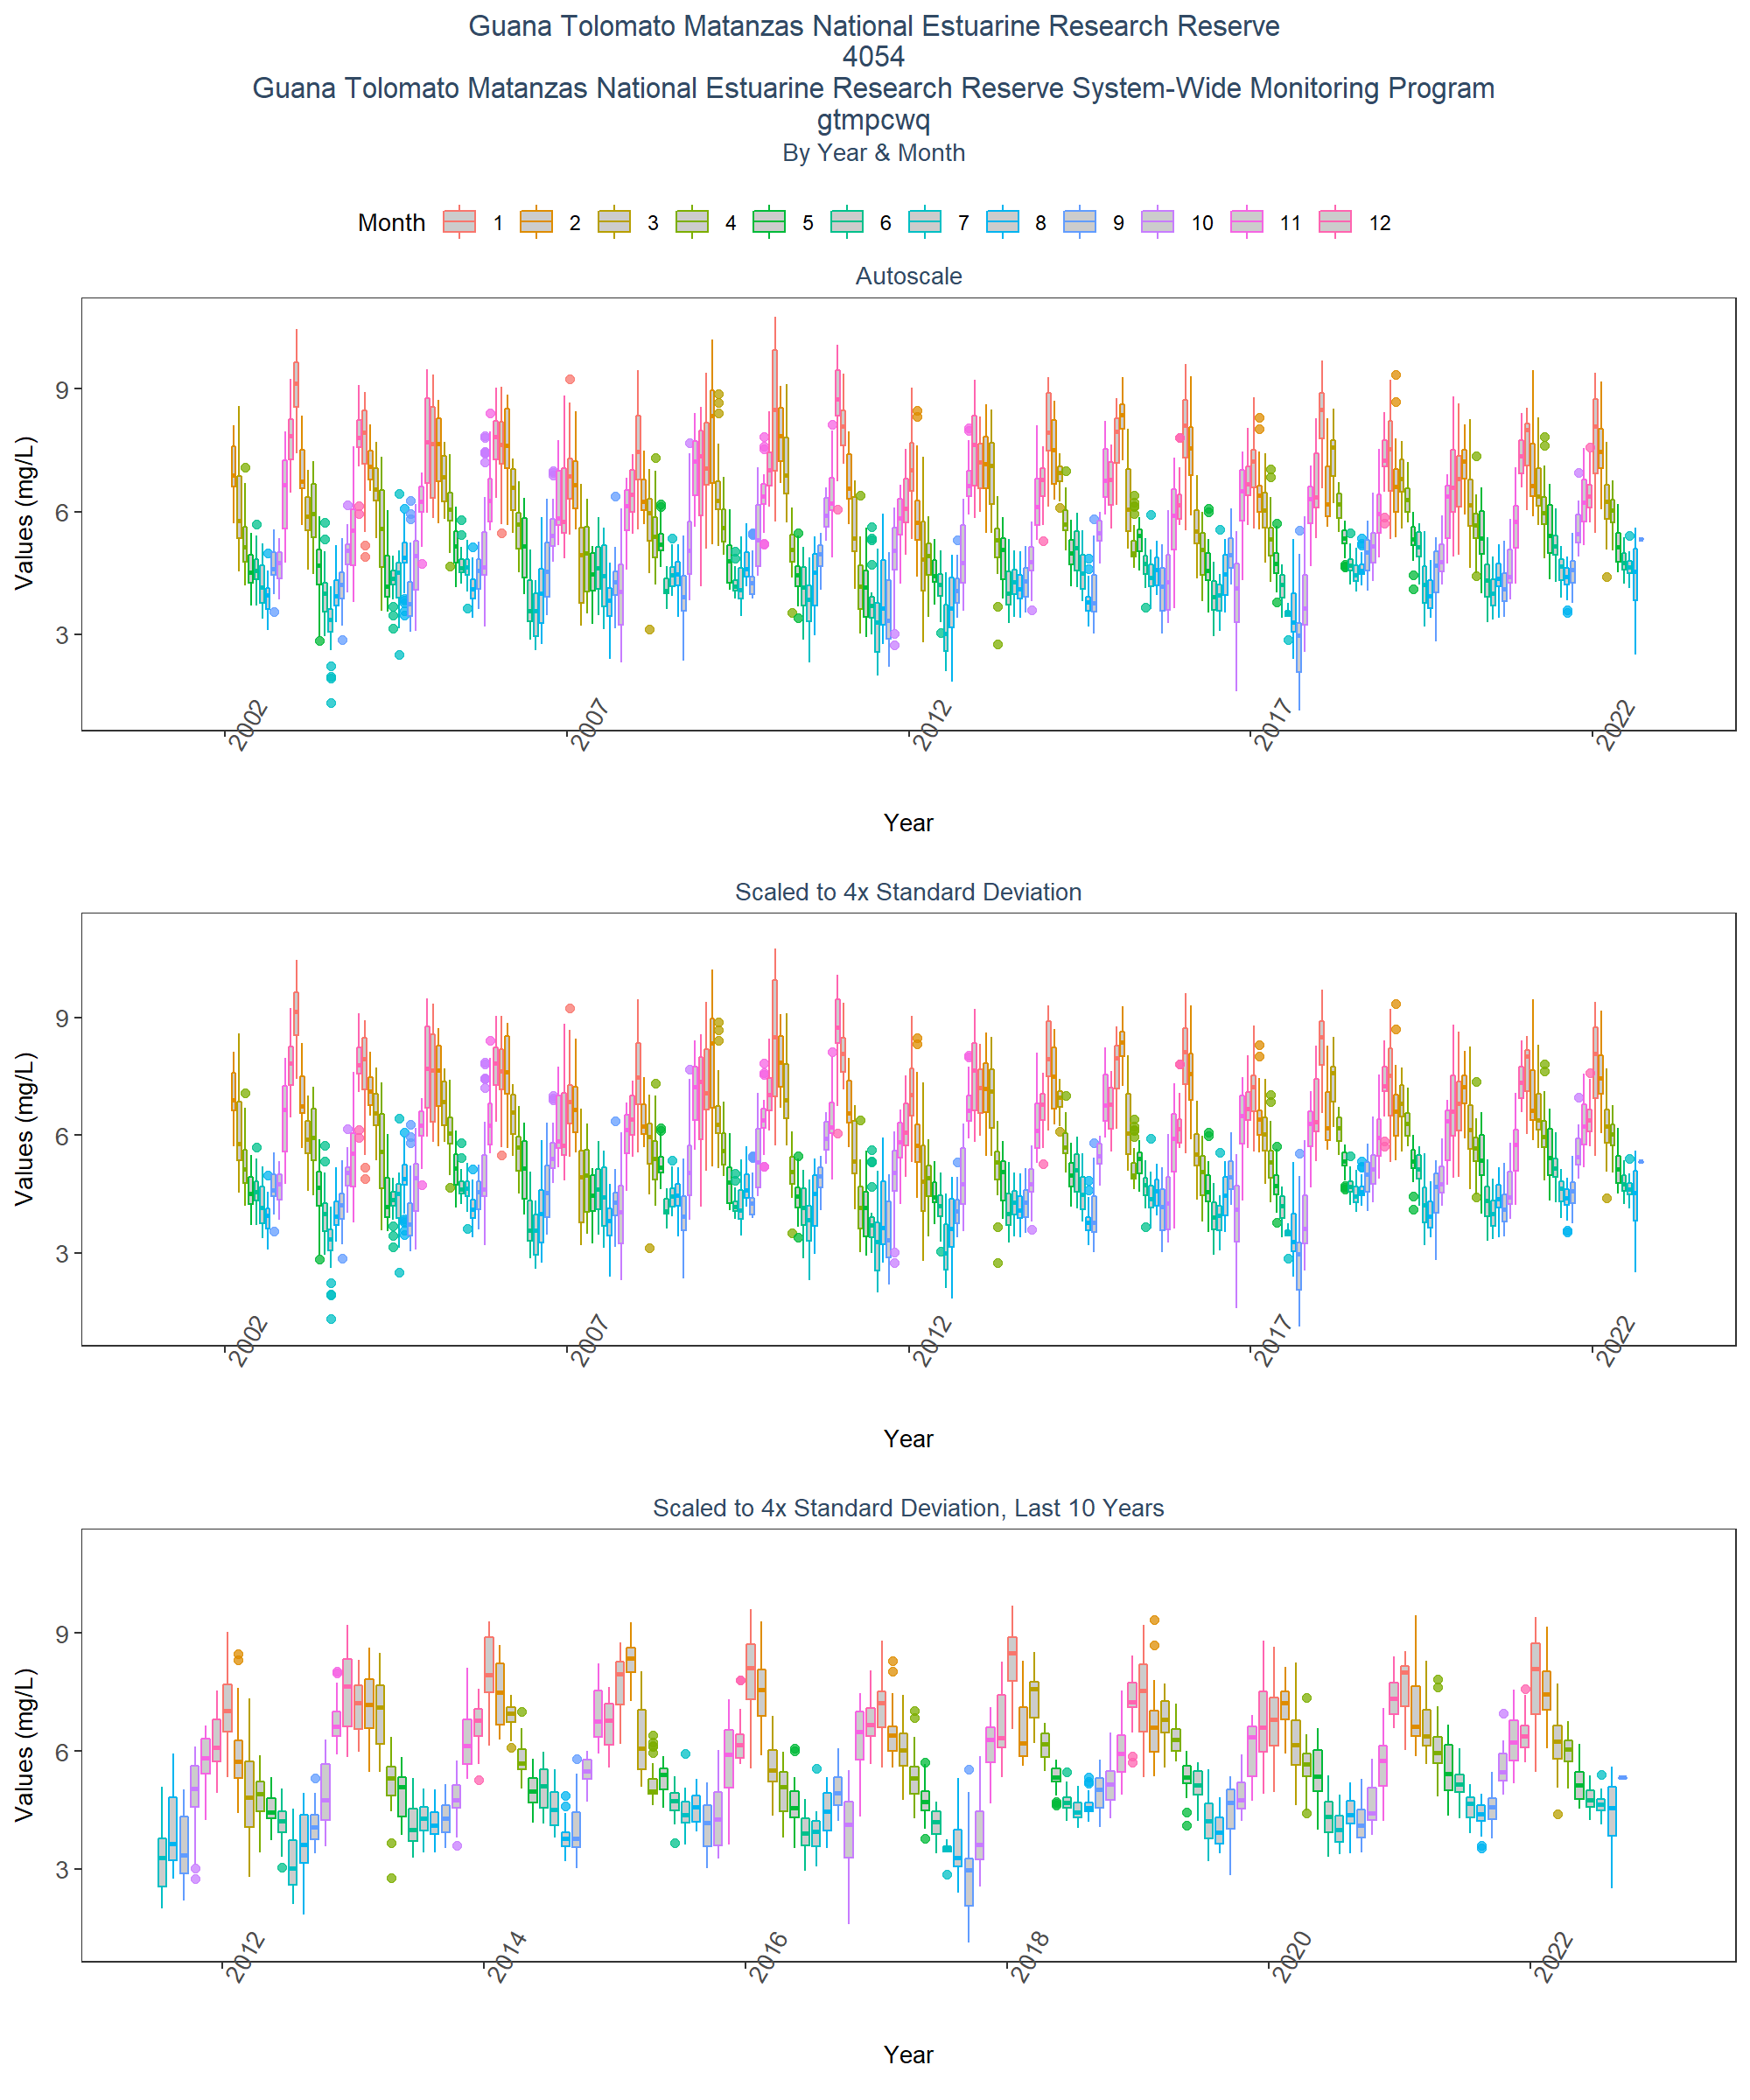 Guana Tolomato Matanzas National Estuarine Research Reserve
4054
Guana Tolomato Matanzas National Estuarine Research Reserve System-Wide Monitoring Program
gtmpcwq
By Year & Month
Month 1 2 3 4 5 6 7 8 9 10 11 12
Autoscale
Values (mg/L)
9
6
3
2002 2007 2012 2017 2022
Year
Scaled to 4x Standard Deviation
Values (mg/L)
9
6
3
2002 2007 2012 2017 2022
Year
Scaled to 4x Standard Deviation, Last 10 Years
Values (mg/L)
9
6
3
2012 2014 2016 2018 2020 2022
Year